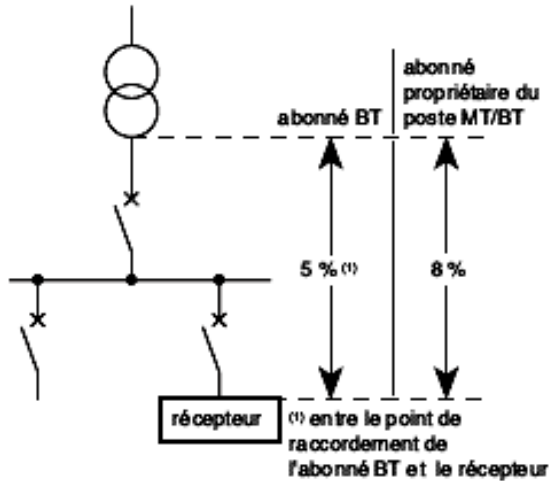 abonné BT
abonné
propriétaire du
poste MT/BT
5 % (1)
8 %
récepteur
(1) entre le point de
raccordement de
l'abonné BT et le récepteur